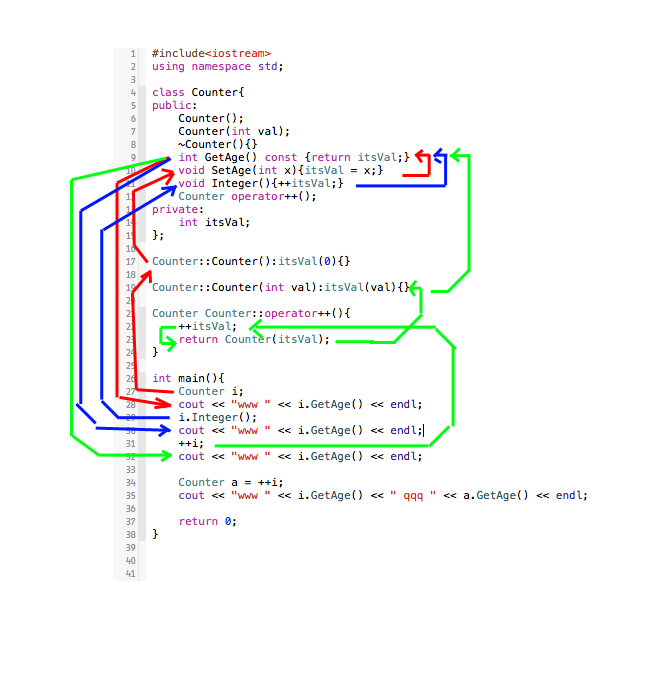 1 #include<iostream>
2 using namespace std;
3
4 class Counter{
5 public:
6 Counter();
7 Counter(int val);
8 ~Counter(){}
9 int GetAge() const {return itsVal;}
10 void SetAge(int x){itsVal = x;}
11 void Integer(){++itsVal;}
12 Counter operator++();
13 private:
14 int itsVal;
15 };
16
17 Counter::Counter():itsVal(0){}
18
19 Counter::Counter(int val):itsVal(val){}
20
21 Counter Counter::operator++(){
22 ++itsVal;
23 return Counter(itsVal);
24 }
25
26 int main(){
27 Counter i;
28 cout << "www " << i.GetAge() << endl;
29 i.Integer();
30 cout << "www " << i.GetAge() << endl;
31 ++i;
32 cout << "www " << i.GetAge() << endl;
33
34 Counter a = ++i;
35 cout << "www " << i.GetAge() << " qqq " << a.GetAge() << endl;
36
37 return 0;
38 }
39
40
41